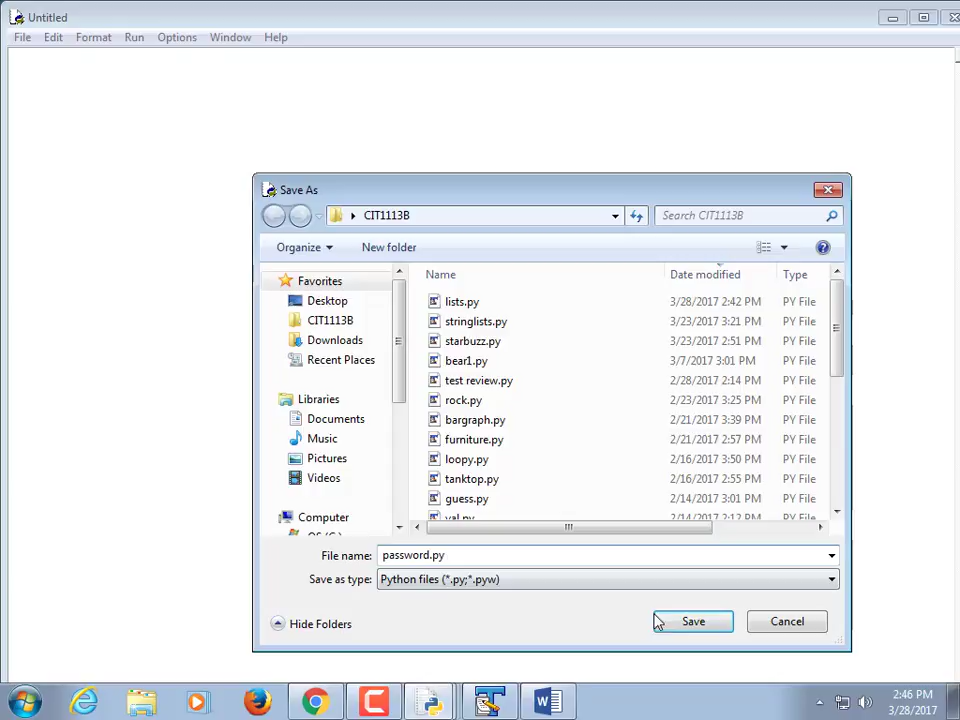 Untitled
File Edit Format Run Options Window Help
Save As
CIT1113B Search CIT1113B
Organize New folder
Name Date modified Type
Favorites
Desktop
CIT1113B
Downloads
Recent Places
Libraries
Documents
Music
Pictures
Videos
Computer
lists.py 3/28/2017 2:42 PM PY File
stringlists.py 3/23/2017 3:21 PM PY File
starbuzz.py 3/23/2017 2:51 PM PY File
bear1.py 3/7/2017 3:01 PM PY File
test review.py 2/28/2017 2:14 PM PY File
rock.py 2/23/2017 3:25 PM PY File
bargraph.py 2/21/2017 3:39 PM PY File
furniture.py 2/21/2017 2:57 PM PY File
loopy.py 2/16/2017 3:50 PM PY File
tanktop.py 2/16/2017 2:55 PM PY File
guess.py 2/14/2017 3:01 PM PY File
2/14/2017 2:12 PM PY File
File name: password.py
Save as type: Python files (*.py;*.pyw)
Hide Folders Save Cancel
2:46 PM
3/28/2017